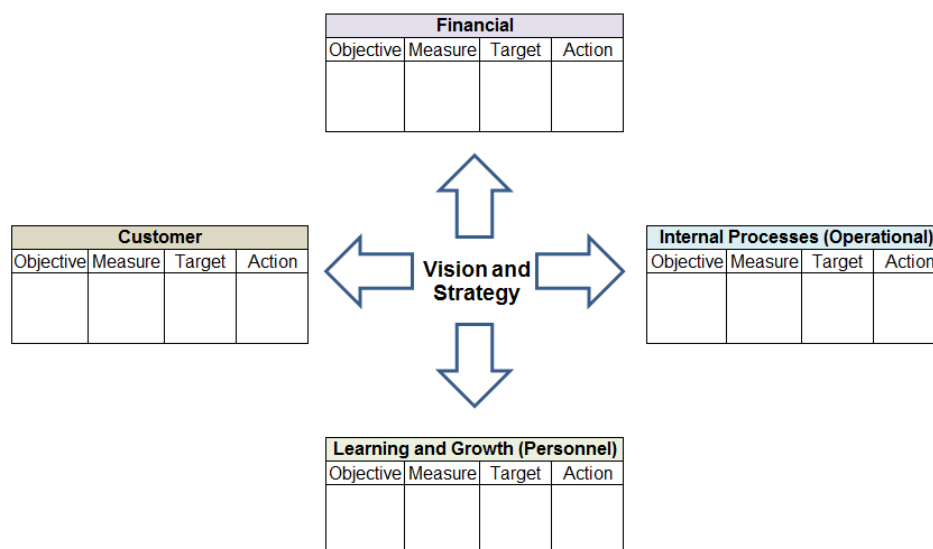 Financial
Objective Measure Target Action
Customer
Objective Measure Target Action
Vision and
Strategy
Internal Processes (Operational)
Objective Measure Target Action
Learning and Growth (Personnel)
Objective Measure Target Action